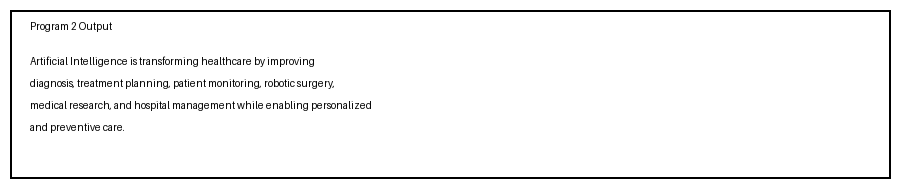 Program 2 Output
Artificial Intelligence is transforming healthcare by improving
diagnosis, treatment planning, patient monitoring, robotic surgery,
medical research, and hospital management while enabling personalized
and preventive care.